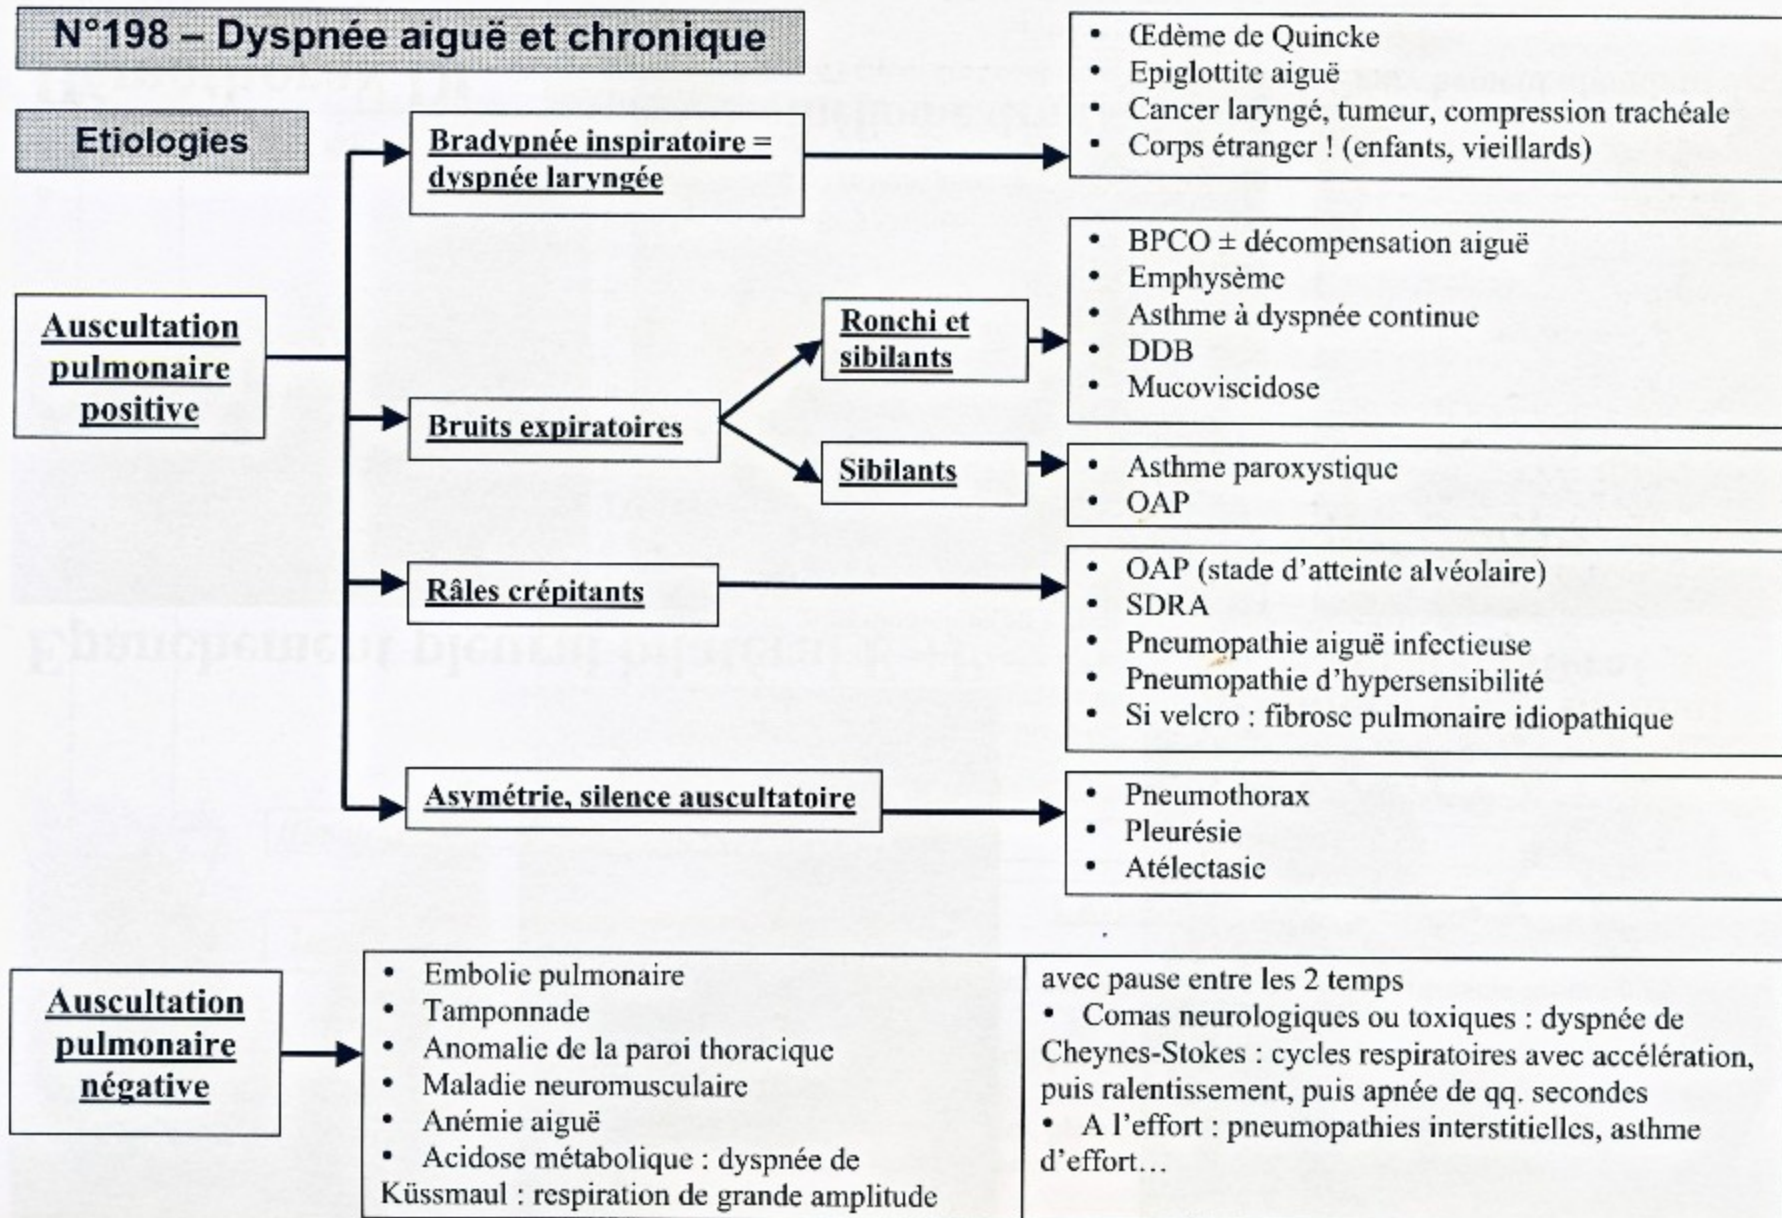 N°198 – Dyspnée aiguë et chronique
Etiologies
Bradypnée inspiratoire =
dyspnée laryngée
• Œdème de Quincke
• Epiglottite aiguë
• Cancer laryngé, tumeur, compression trachéale
• Corps étranger ! (enfants, vieillards)
Auscultation
pulmonaire
positive
Bruits expiratoires
Ronchi et
sibilants
• BPCO ± décompensation aiguë
• Emphysème
• Asthme à dyspnée continue
• DDB
• Mucoviscidose
Sibilants
• Asthme paroxystique
• OAP
Râles crépitants
• OAP (stade d’atteinte alvéolaire)
• SDRA
• Pneumopathie aiguë infectieuse
• Pneumopathie d’hypersensibilité
• Si velcro : fibrose pulmonaire idiopathique
Asymétrie, silence auscultatoire
• Pneumothorax
• Pleurésie
• Atélectasie
Auscultation
pulmonaire
négative
• Embolie pulmonaire
• Tamponnade
• Anomalie de la paroi thoracique
• Maladie neuromusculaire
• Anémie aiguë
• Acidose métabolique : dyspnée de
Küssmaul : respiration de grande amplitude
avec pause entre les 2 temps
• Comas neurologiques ou toxiques : dyspnée de
Cheynes-Stokes : cycles respiratoires avec accélération,
puis ralentissement, puis apnée de qq. secondes
• A l’effort : pneumopathies interstitielles, asthme
d’effort…